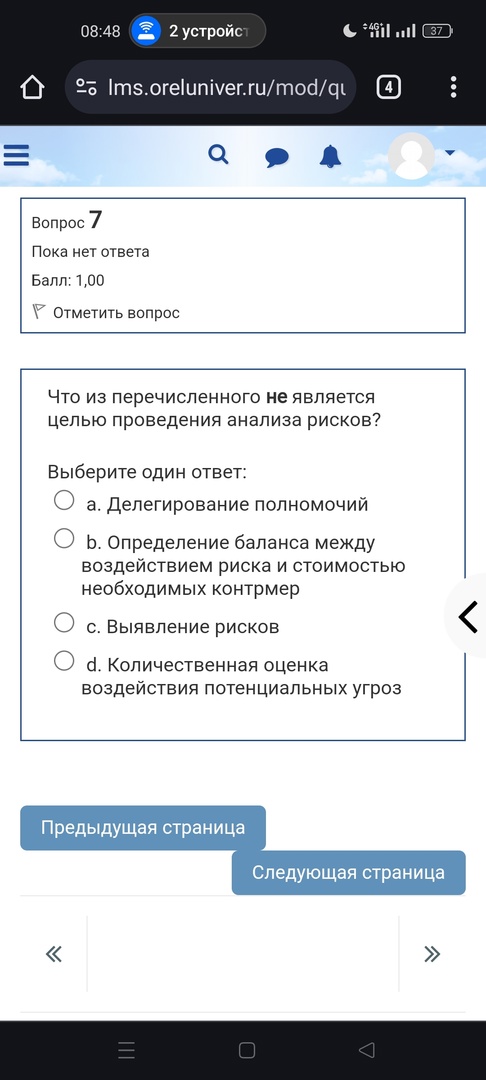 08:48
2 устройст
4G
37
lms.oreluniver.ru/mod/qu
4
Вопрос 7
Пока нет ответа
Балл: 1,00
Отметить вопрос
Что из перечисленного не является
целью проведения анализа рисков?
Выберите один ответ:
a. Делегирование полномочий
b. Определение баланса между
воздействием риска и стоимостью
необходимых контрмер
c. Выявление рисков
d. Количественная оценка
воздействия потенциальных угроз
Предыдущая страница
Следующая страница